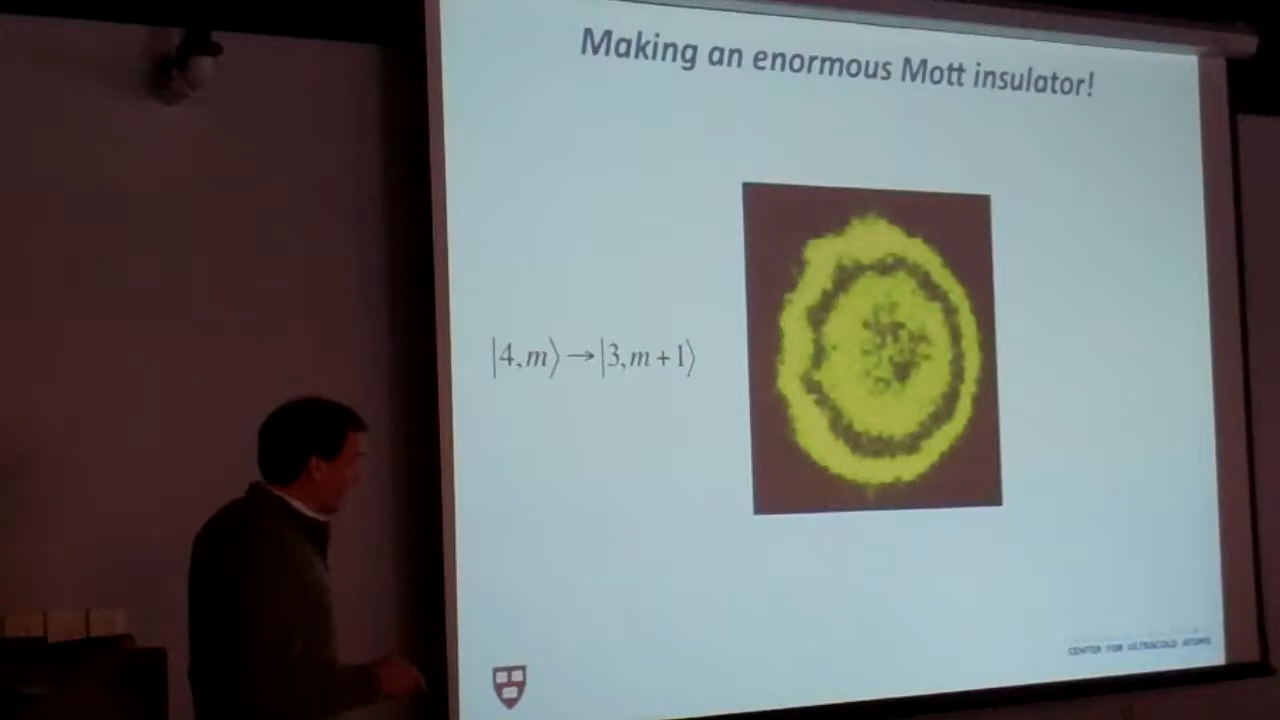 Making an enormous Mott insulator!
|4,m⟩→|3,m+1⟩
CENTER FOR ULTRACOLD ATOMS